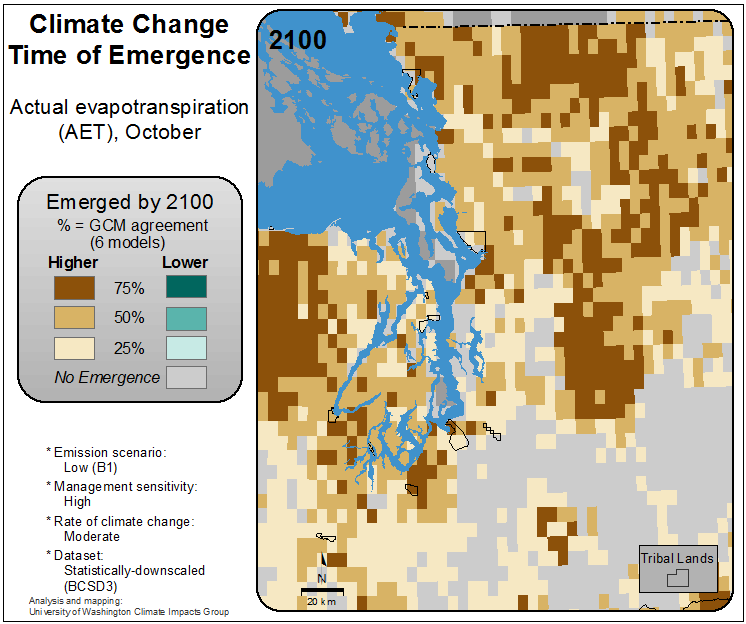 Climate Change
Time of Emergence
Actual evapotranspiration
(AET), October
Emerged by 2100
% = GCM agreement
(6 models)
Higher Lower
75%
50%
25%
No Emergence
* Emission scenario:
Low (B1)
* Management sensitivity:
High
* Rate of climate change:
Moderate
* Dataset:
Statistically-downscaled
(BCSD3)
Analysis and mapping:
University of Washington Climate Impacts Group
2100
N
20 km
Tribal Lands